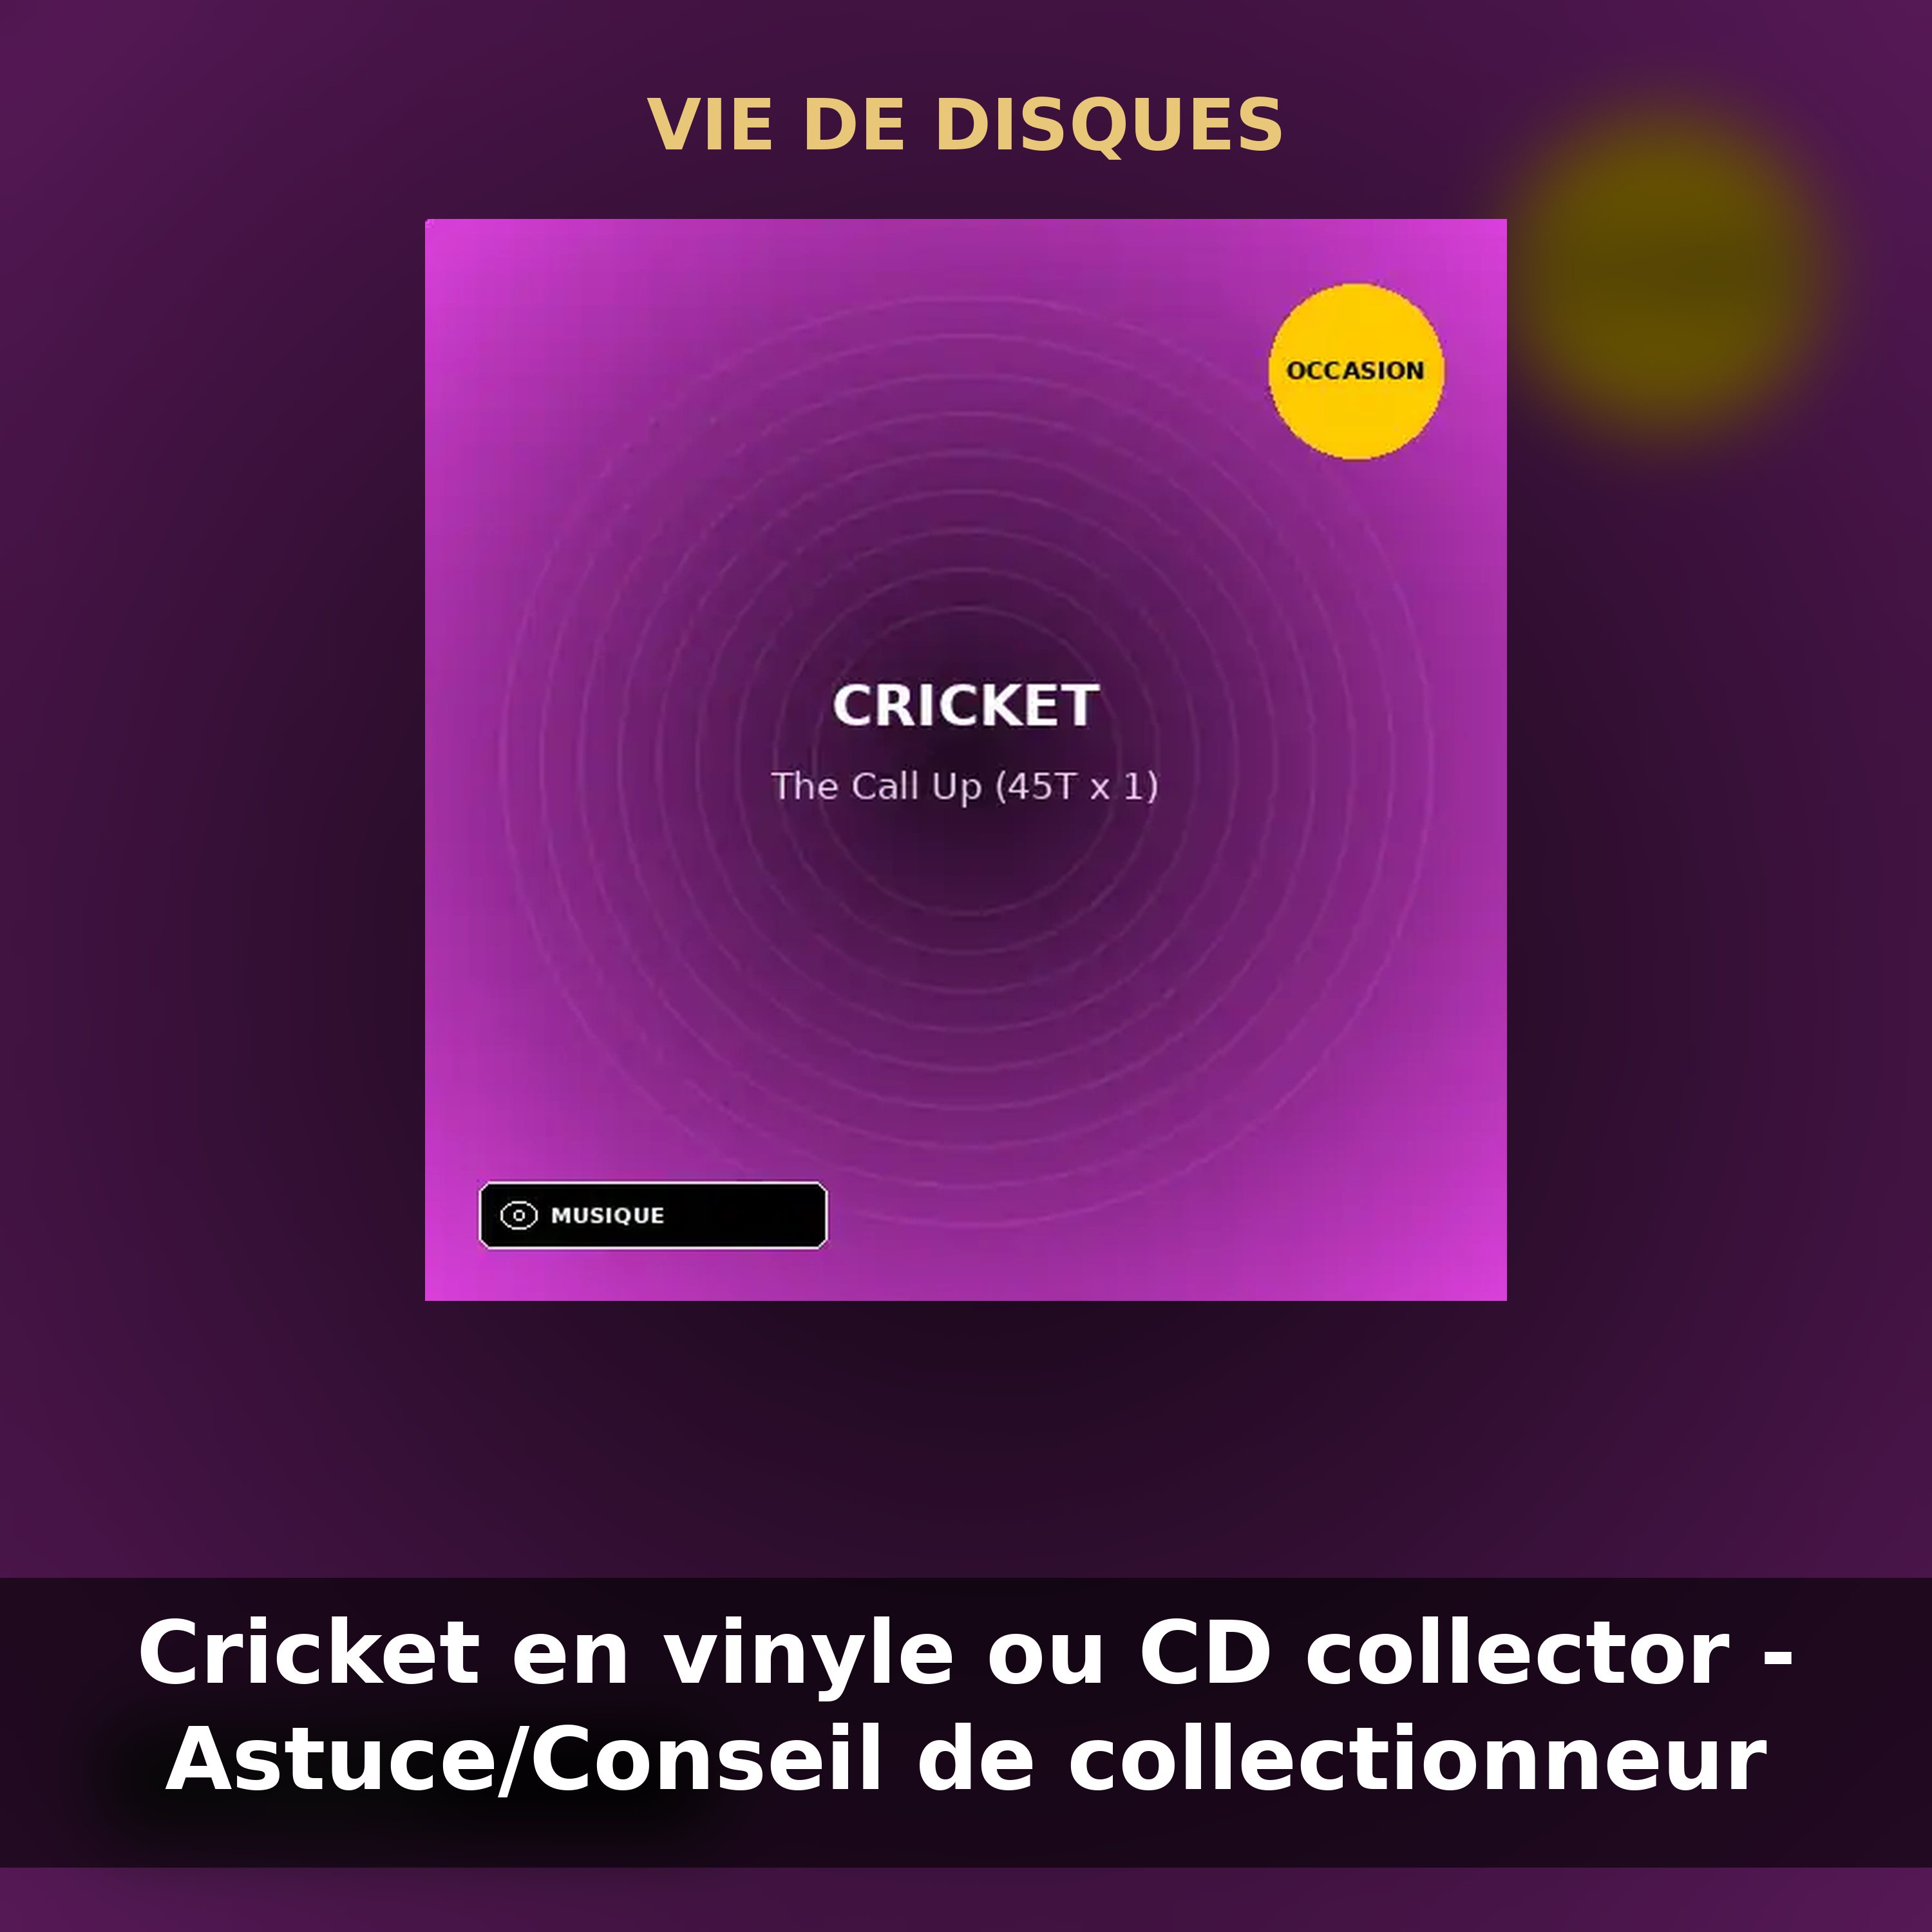 VIE DE DISQUES
OCCASION
CRICKET
The Call Up (45T x 1)
MUSIQUE
Cricket en vinyle ou CD collector -
Astuce/Conseil de collectionneur